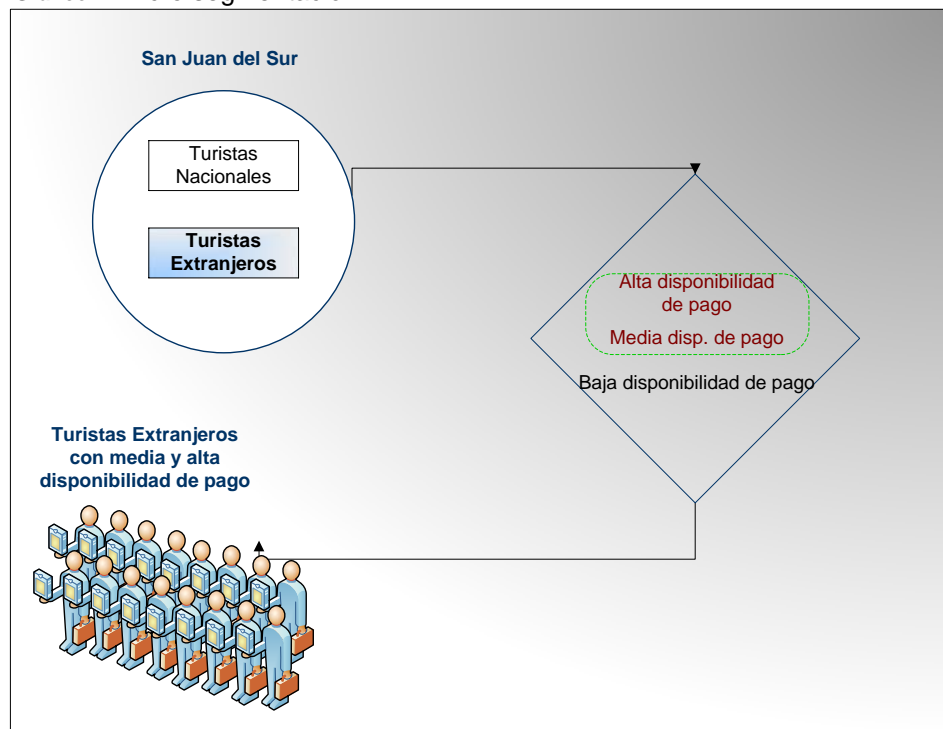 San Juan del Sur
Turistas
Nacionales
Turistas
Extranjeros
Alta disponibilidad
de pago
Media disp. de pago
Baja disponibilidad de pago
Turistas Extranjeros
con media y alta
disponibilidad de pago